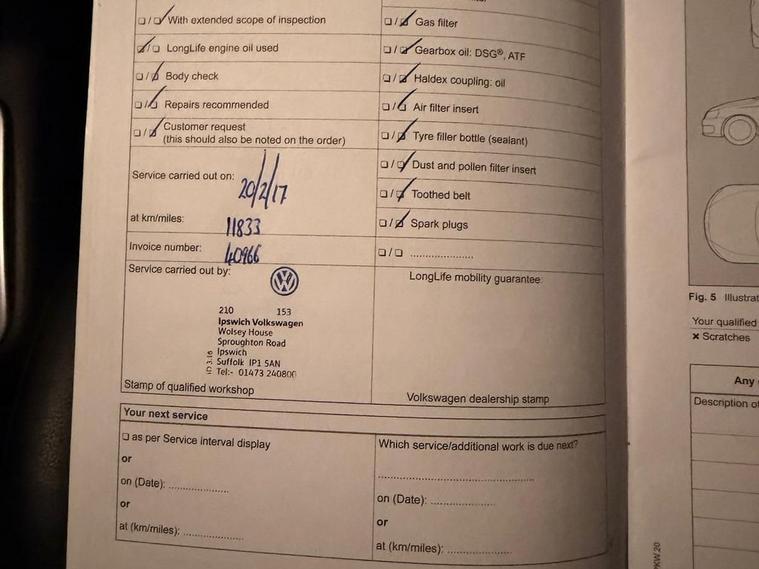 ☐ / ☑ With extended scope of inspection
☑ / ☐ LongLife engine oil used
☐ / ☑ Body check
☐ / ☑ Repairs recommended
☐ / ☑ Customer request
(this should also be noted on the order)
Service carried out on:
20/2/17
at km/miles: 11833
Invoice number: 40966
Service carried out by:
210 153
Ipswich Volkswagen
Wolsey House
Sproughton Road
Ipswich
Suffolk IP1 5AN
Tel:- 01473 240800
Stamp of qualified workshop
☐ / ☑ Gas filter
☐ / ☑ Gearbox oil: DSG®, ATF
☐ / ☑ Haldex coupling: oil
☐ / ☑ Air filter insert
☐ / ☑ Tyre filler bottle (sealant)
☐ / ☑ Dust and pollen filter insert
☐ / ☑ Toothed belt
☐ / ☑ Spark plugs
☐ / ☐ ......................
LongLife mobility guarantee:
Volkswagen dealership stamp
Your next service
☐ as per Service interval display
or
on (Date): ....................
or
at (km/miles): ....................
Which service/additional work is due next?
..................................................
on (Date): ....................
or
at (km/miles): ....................
Fig. 5 Illustrat
Your qualified
× Scratches
Any
Description of